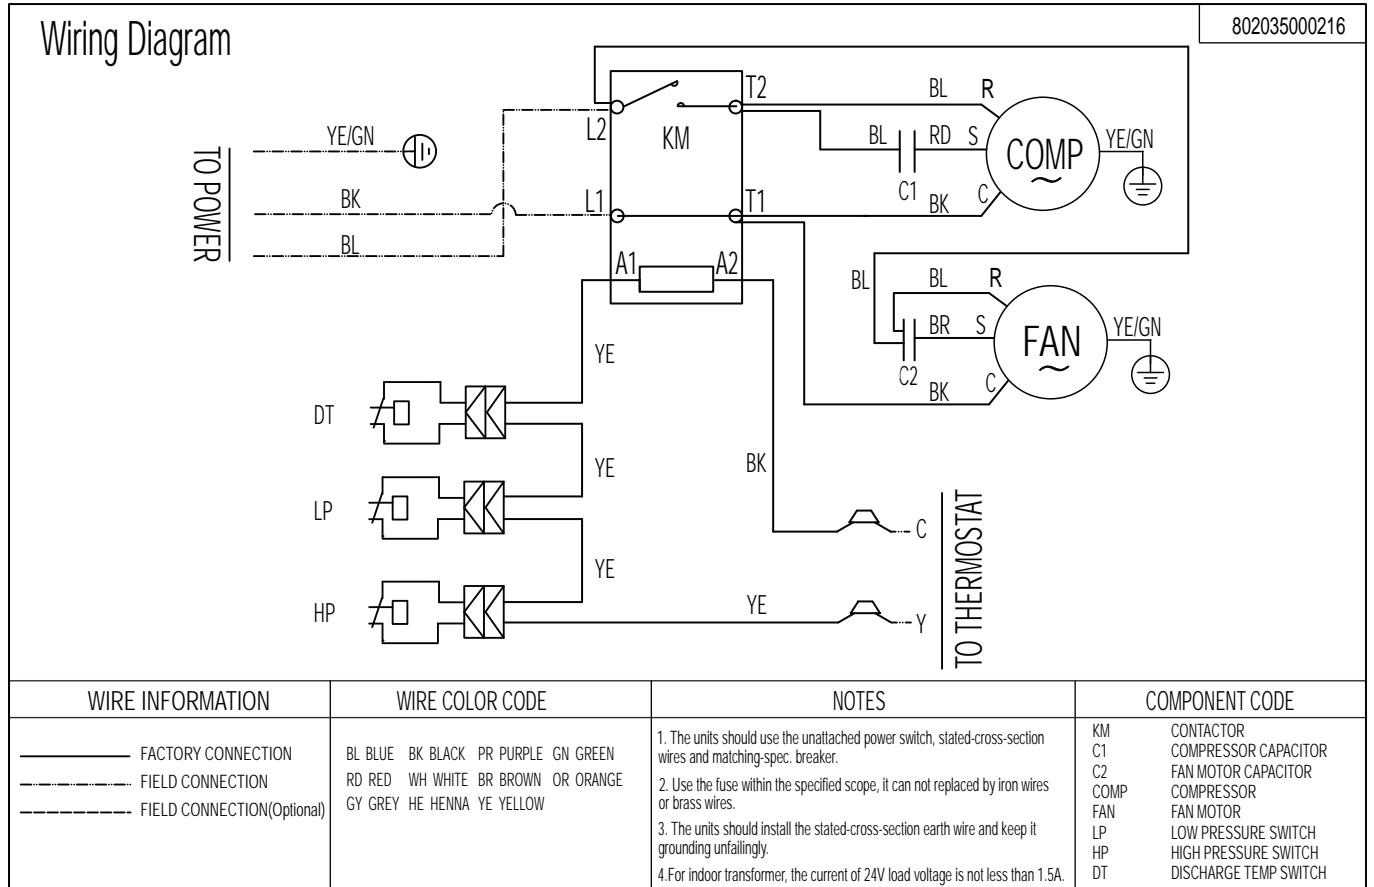 Wiring Diagram
802035000216
TO POWER
YE/GN
BK
BL
L2
T2
KM
L1
T1
A1
A2
BL
R
BL
RD
S
C1
BK
C
COMP
YE/GN
BL
BL
R
BR
S
C2
BK
C
FAN
YE/GN
YE
DT
YE
LP
YE
HP
BK
YE
C
Y
TO THERMOSTAT
WIRE INFORMATION
FACTORY CONNECTION
FIELD CONNECTION
FIELD CONNECTION(Optional)
WIRE COLOR CODE
BL BLUE BK BLACK PR PURPLE GN GREEN
RD RED WH WHITE BR BROWN OR ORANGE
GY GREY HE HENNA YE YELLOW
NOTES
1. The units should use the unattached power switch, stated-cross-section
wires and matching-spec. breaker.
2. Use the fuse within the specified scope, it can not replaced by iron wires
or brass wires.
3. The units should install the stated-cross-section earth wire and keep it
grounding unfailingly.
4.For indoor transformer, the current of 24V load voltage is not less than 1.5A.
COMPONENT CODE
KM CONTACTOR
C1 COMPRESSOR CAPACITOR
C2 FAN MOTOR CAPACITOR
COMP COMPRESSOR
FAN FAN MOTOR
LP LOW PRESSURE SWITCH
HP HIGH PRESSURE SWITCH
DT DISCHARGE TEMP SWITCH